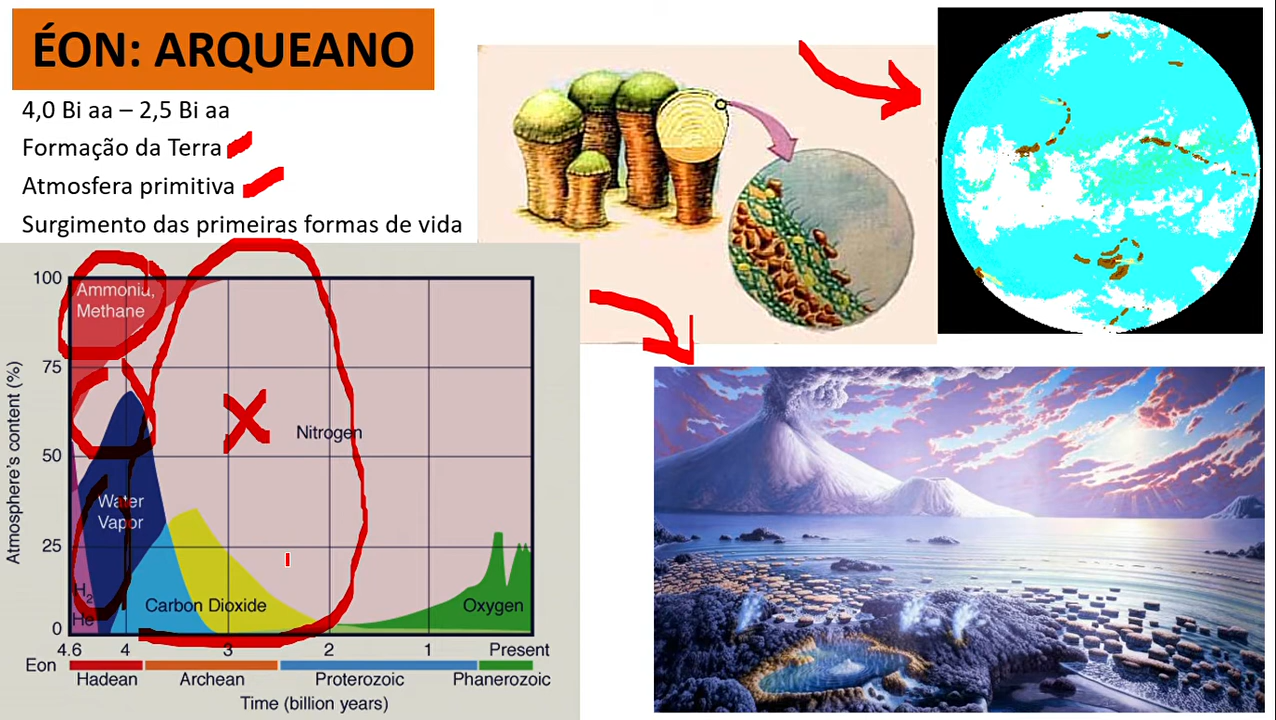 ÉON: ARQUEANO
4,0 Bi aa – 2,5 Bi aa
Formação da Terra
Atmosfera primitiva
Surgimento das primeiras formas de vida
Atmosphere's content (%)
100
75
50
25
0
Ammonia,
Methane
Water
Vapor
H2
He
Nitrogen
Carbon Dioxide
Oxygen
4.6 4 3 2 1 Present
Eon
Hadean Archean Proterozoic Phanerozoic
Time (billion years)